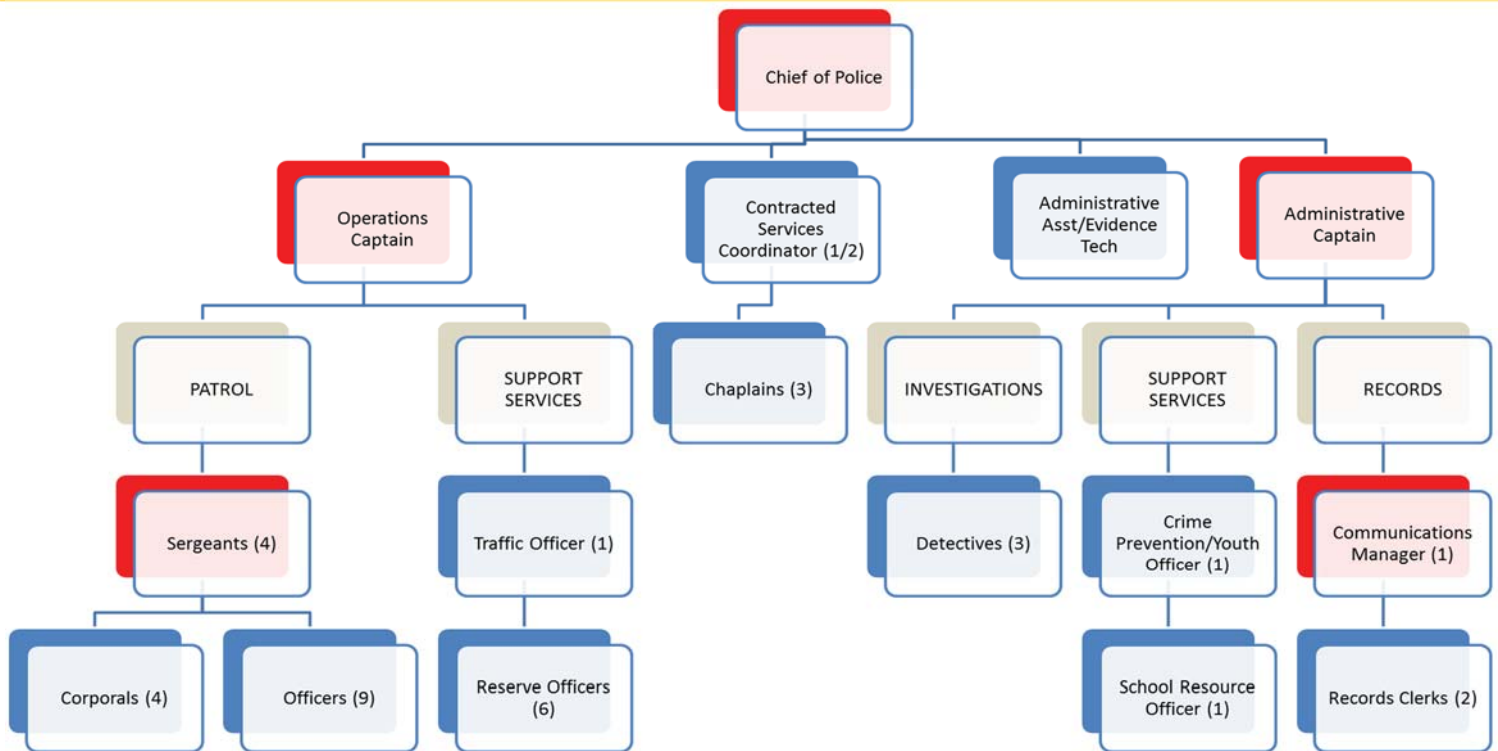 Chief of Police
Operations
Captain
Contracted
Services
Coordinator (1/2)
Administrative
Asst/Evidence
Tech
Administrative
Captain
PATROL
SUPPORT
SERVICES
Chaplains (3)
INVESTIGATIONS
SUPPORT
SERVICES
RECORDS
Sergeants (4)
Traffic Officer (1)
Detectives (3)
Crime
Prevention/Youth
Officer (1)
Communications
Manager (1)
Corporals (4)
Officers (9)
Reserve Officers
(6)
School Resource
Officer (1)
Records Clerks (2)